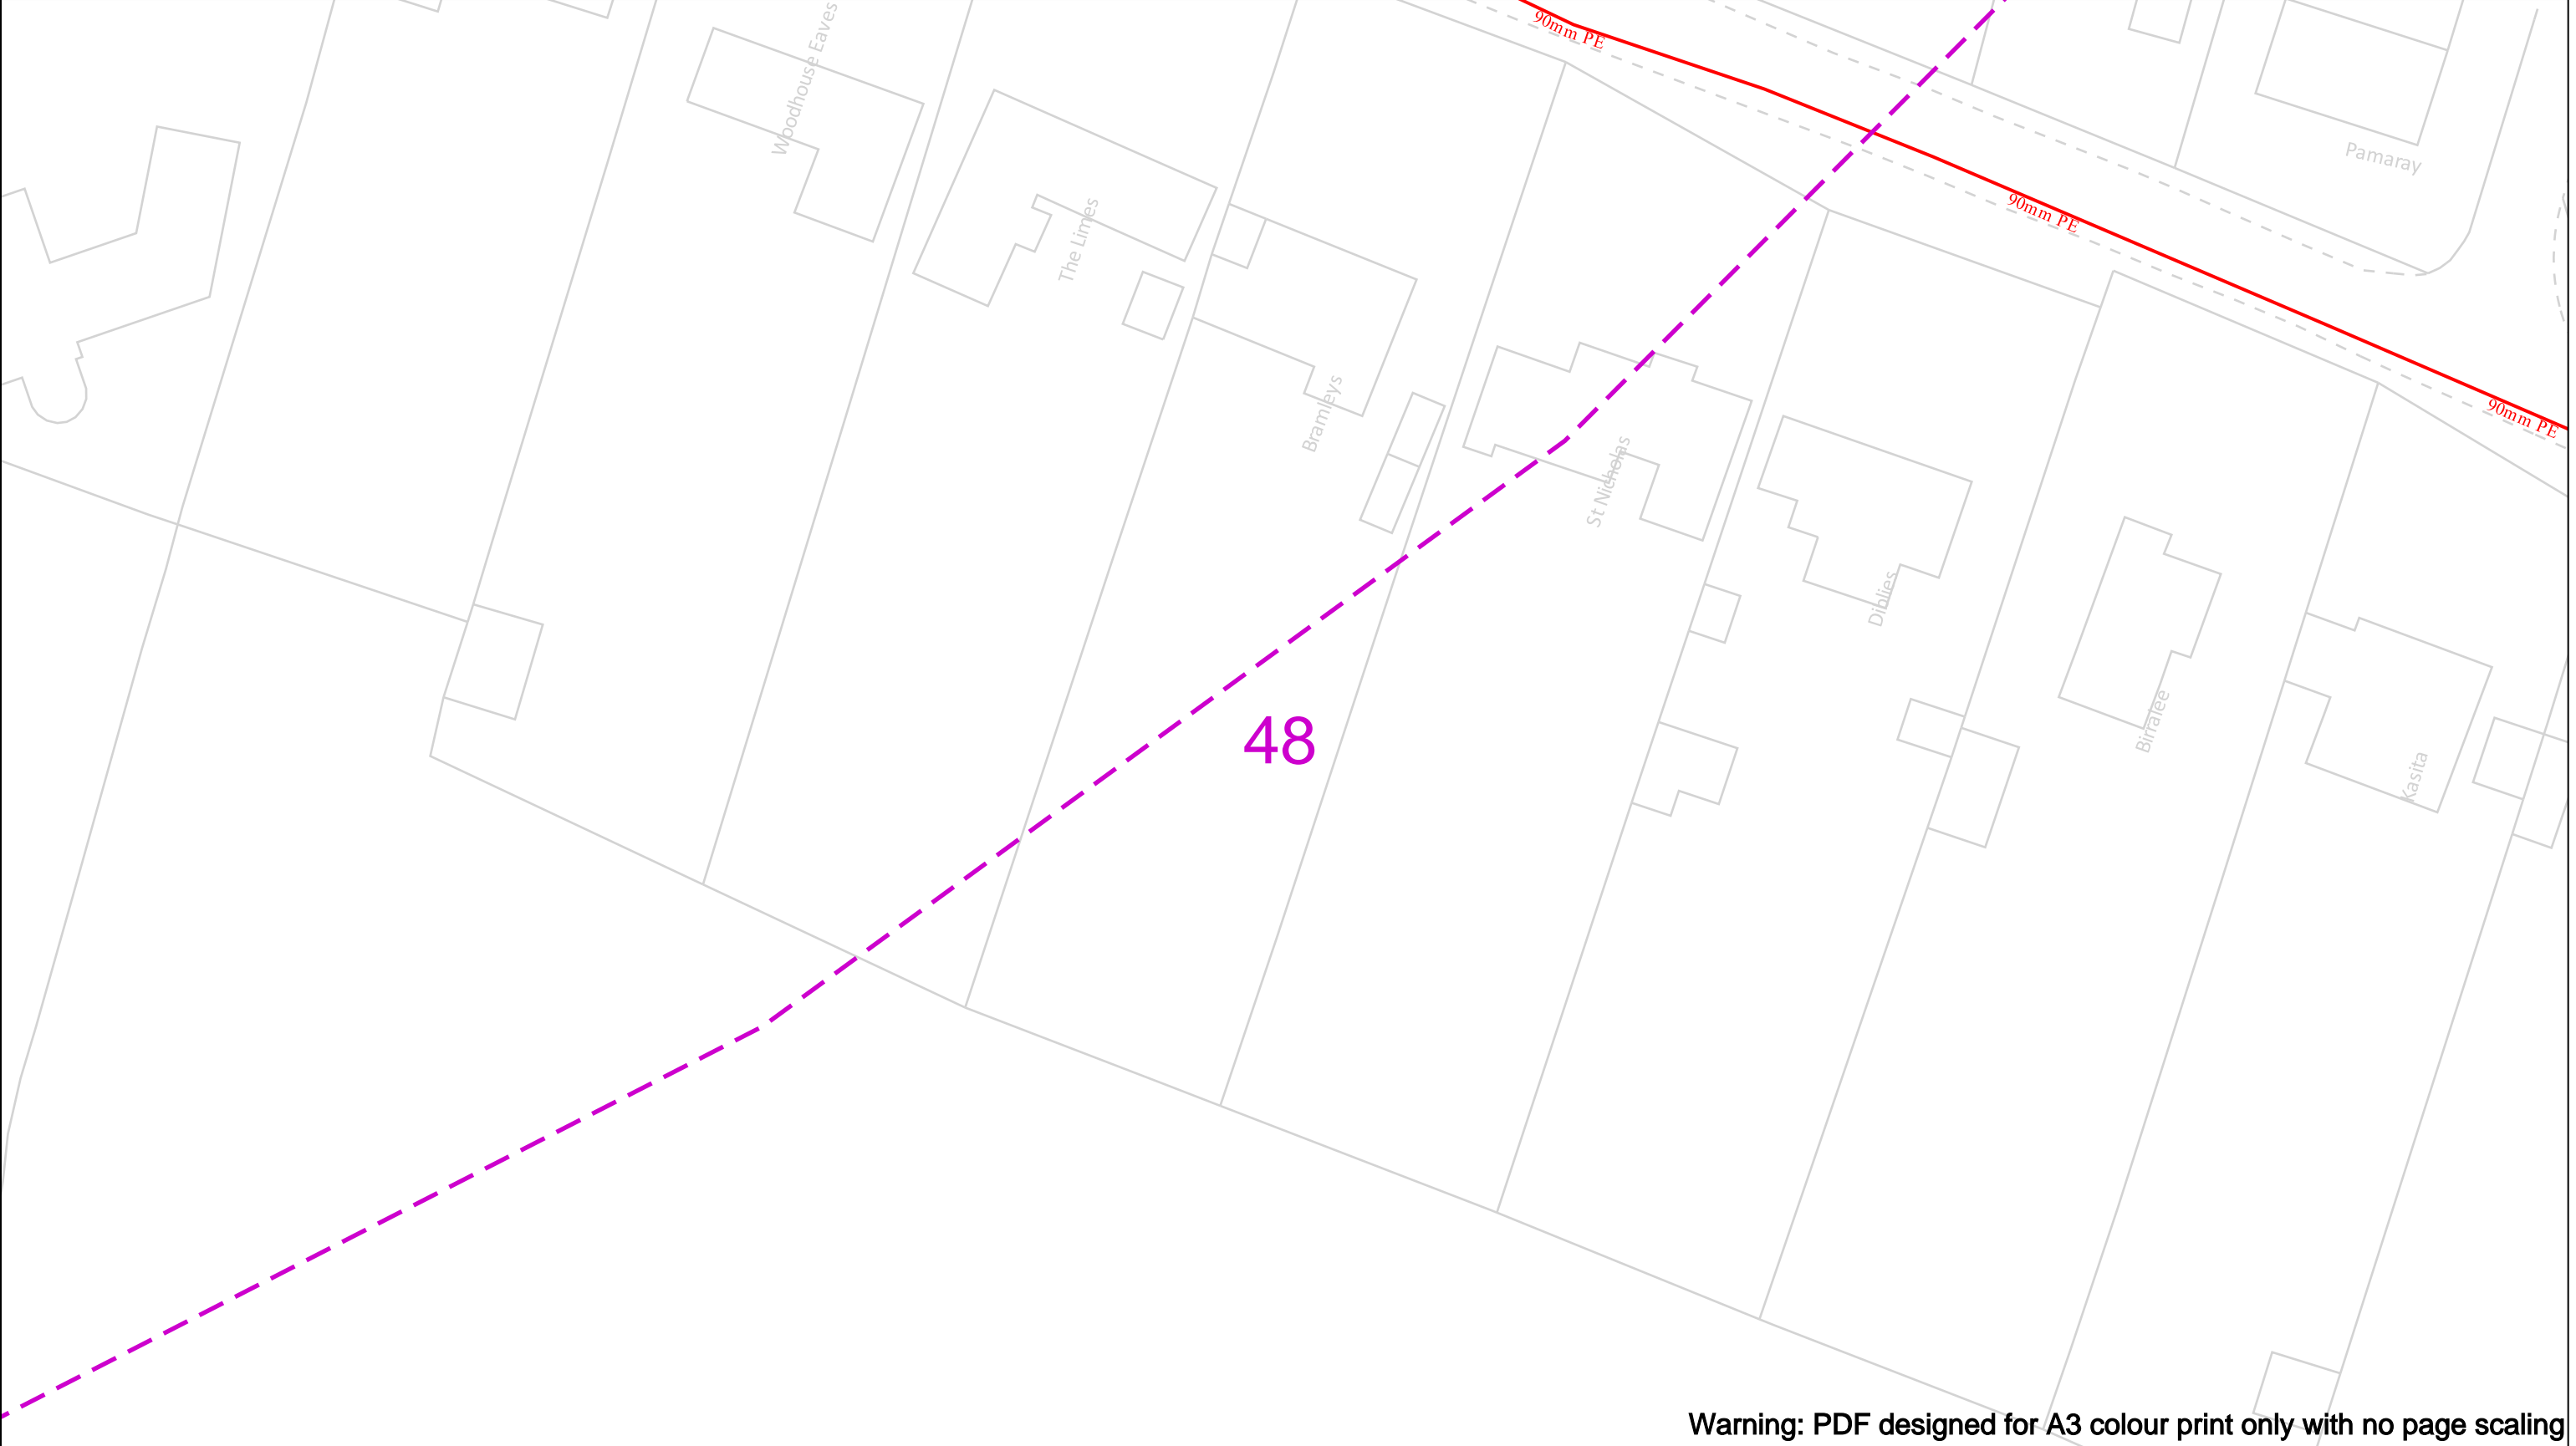 90mm PE
Woodhouse Eaves
Pamaray
90mm PE
The Limes
Bramleys
90mm PE
St Nicholas
Diblies
Birralee
Kasita
48
Warning: PDF designed for A3 colour print only with no page scaling